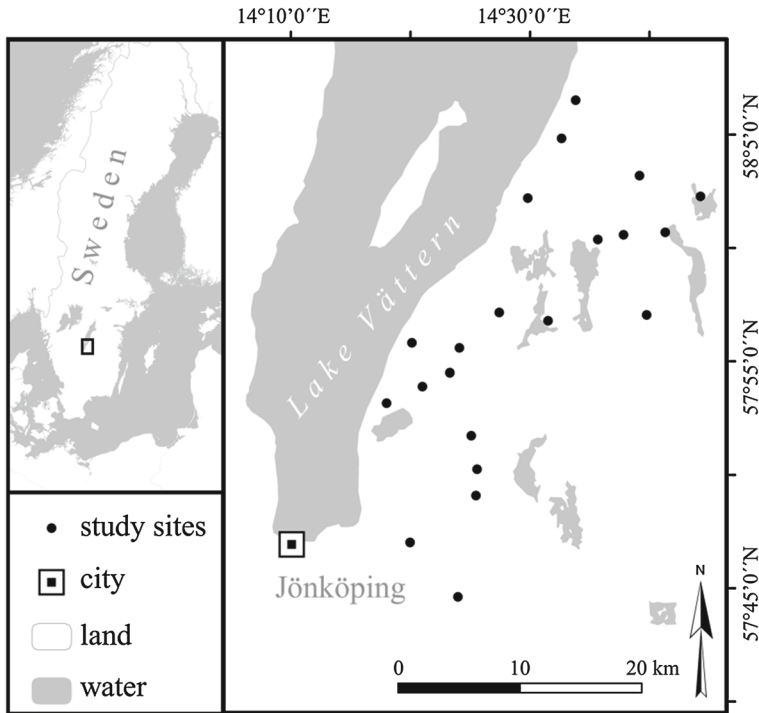 14°10'0''E
14°30'0''E
58°5'0''N
57°55'0''N
57°45'0''N
Sweden
Lake Vättern
Jönköping
study sites
city
land
water
N
0 10 20 km